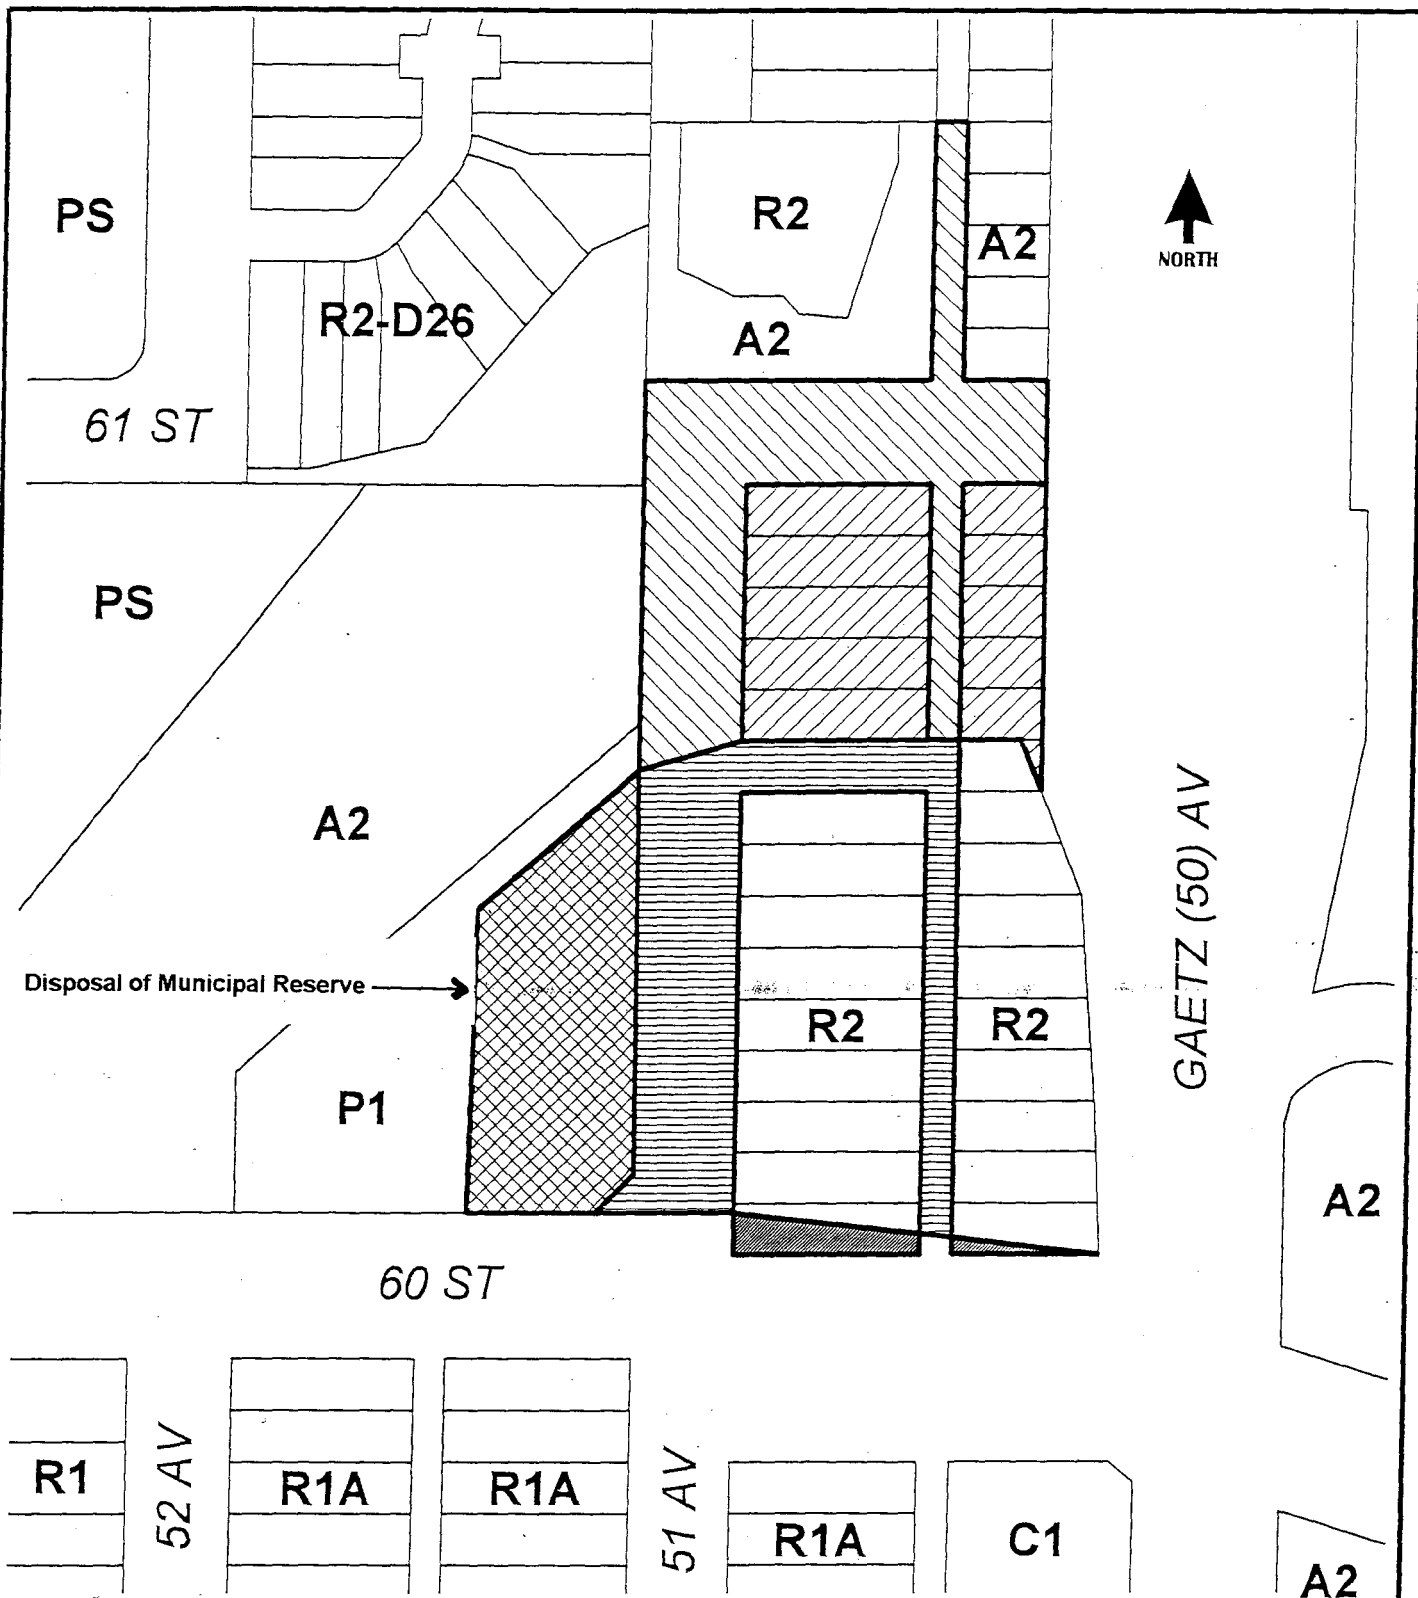 PS
R2
A2
NORTH
R2-D26
A2
61 ST
PS
A2
GAETZ (50) AV
Disposal of Municipal Reserve
R2
R2
P1
A2
60 ST
R1
52 AV
R1A
R1A
51 AV
R1A
C1
A2